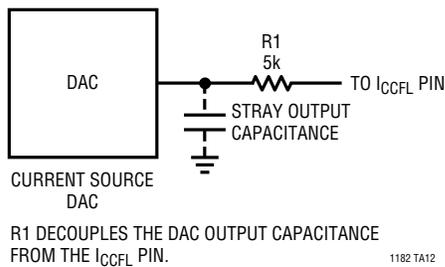 R1
5k
DAC
TO ICCFL PIN
STRAY OUTPUT
CAPACITANCE
CURRENT SOURCE
DAC
R1 DECOUPLES THE DAC OUTPUT CAPACITANCE
FROM THE ICCFL PIN.
1182 TA12